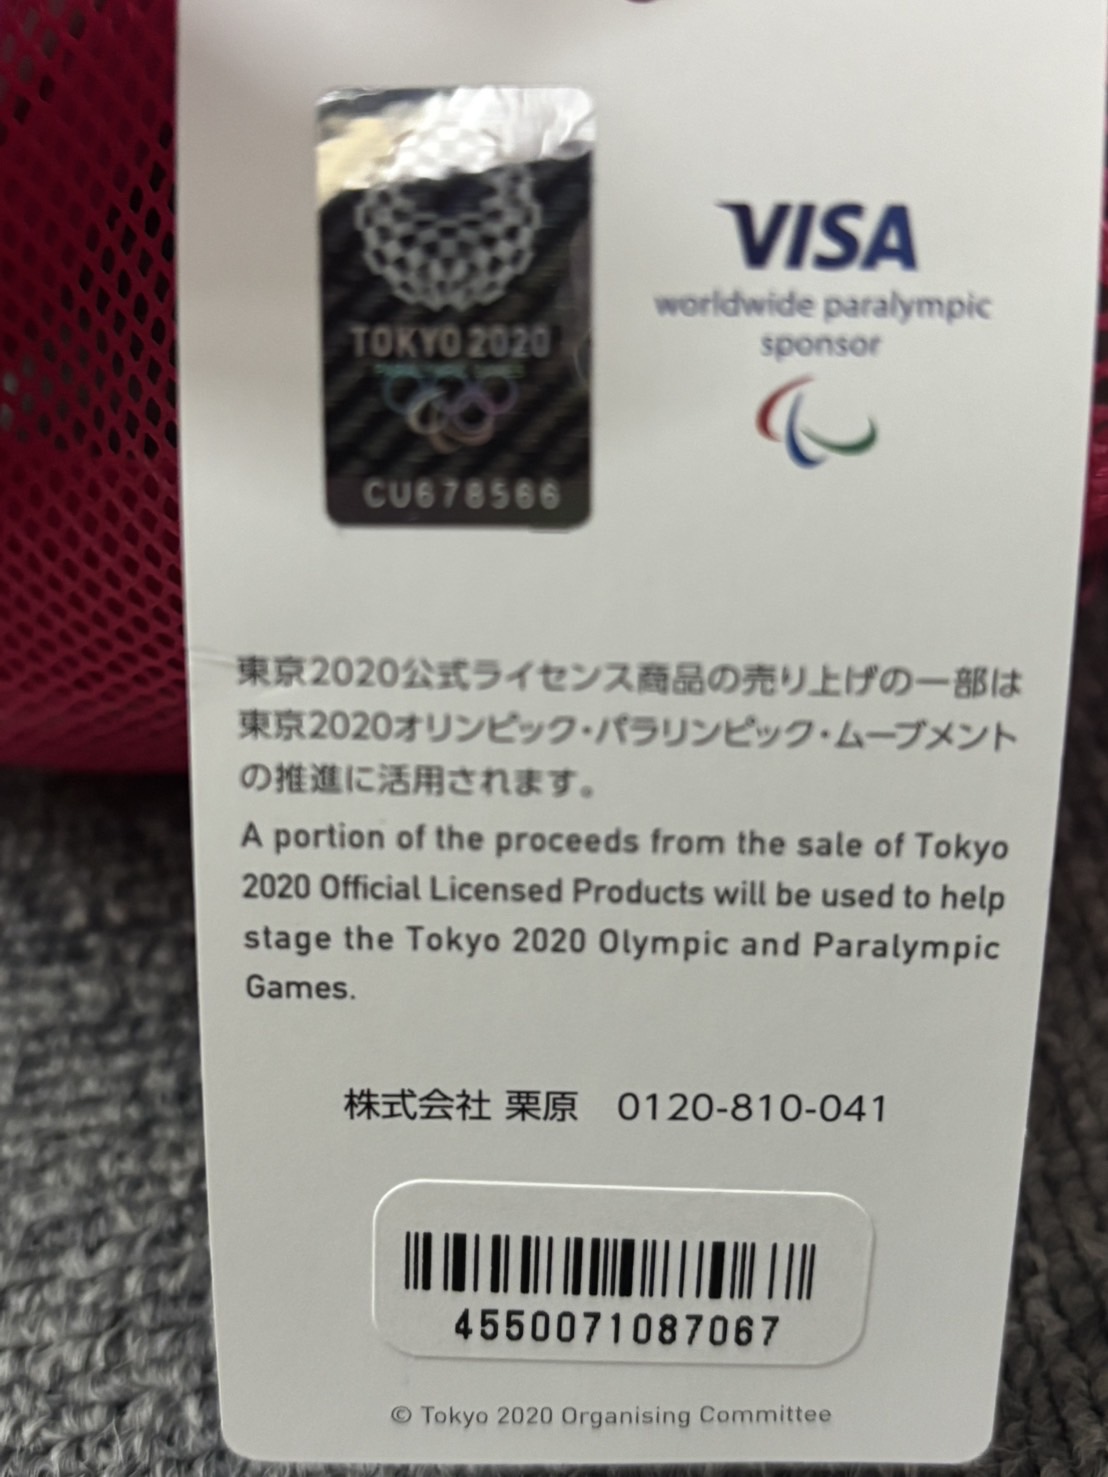 TOKYO 2020
PARALYMPIC GAMES
CU678566
VISA
worldwide paralympic
sponsor
東京2020公式ライセンス商品の売り上げの一部は
東京2020オリンピック・パラリンピック・ムーブメント
の推進に活用されます。
A portion of the proceeds from the sale of Tokyo
2020 Official Licensed Products will be used to help
stage the Tokyo 2020 Olympic and Paralympic
Games.
株式会社 栗原 0120-810-041
4550071087067
© Tokyo 2020 Organising Committee